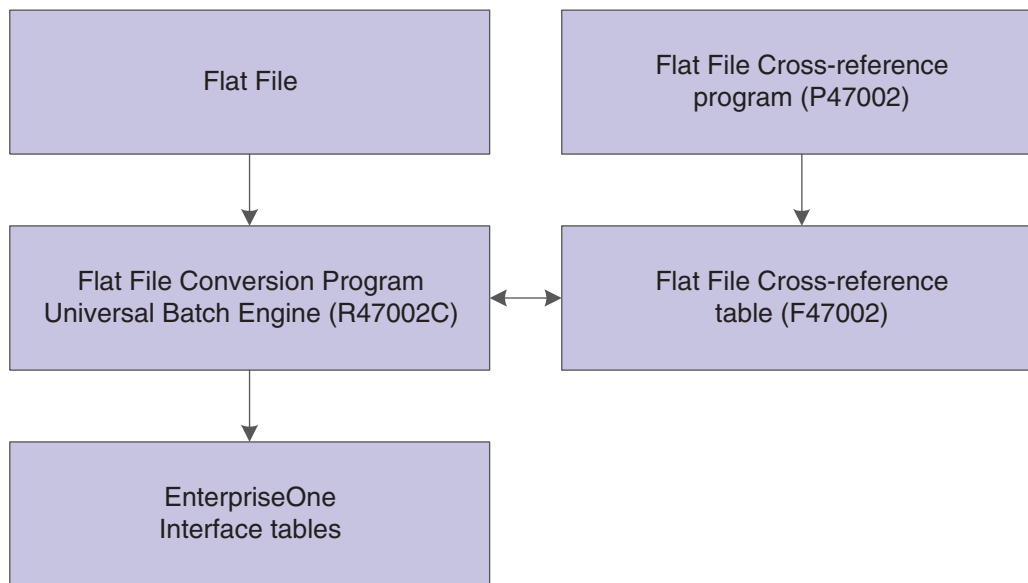 Flat File
Flat File Cross-reference
program (P47002)
Flat File Conversion Program
Universal Batch Engine (R47002C)
Flat File Cross-reference
table (F47002)
EnterpriseOne
Interface tables